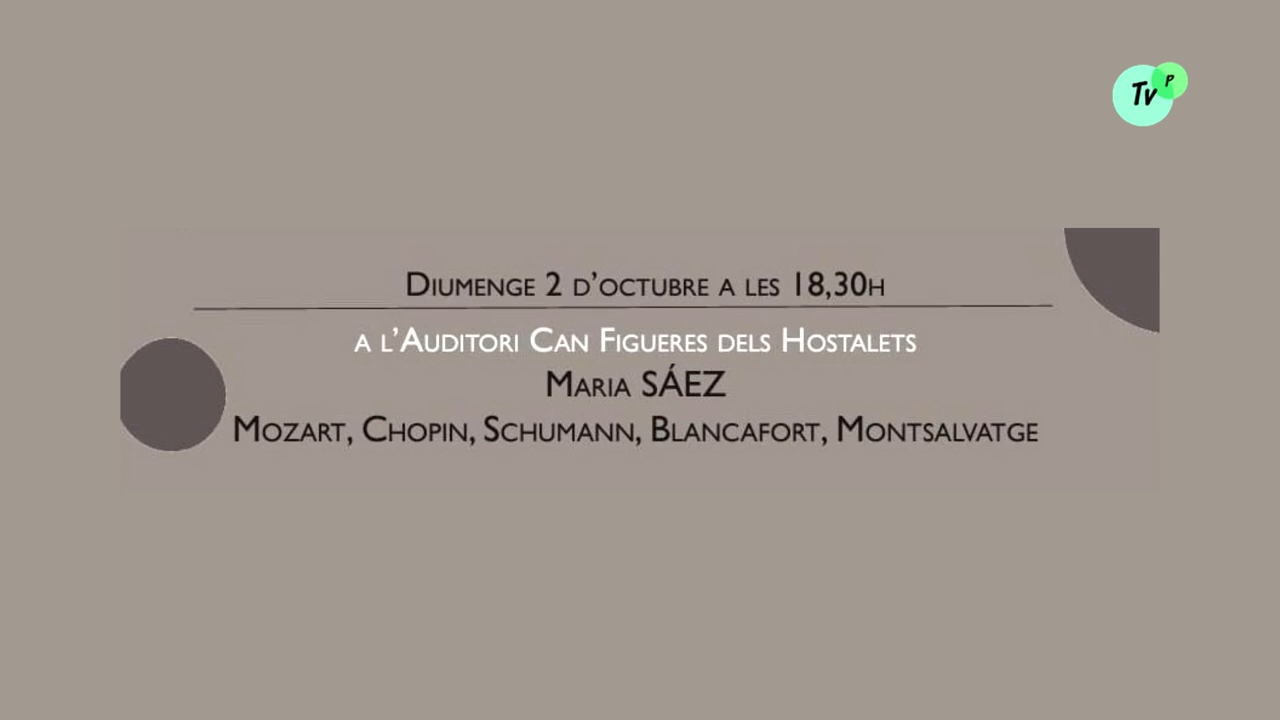 Tv P
Diumenge 2 d'octubre a les 18,30h
a l'Auditori Can Figueres dels Hostalets
Maria SÁEZ
Mozart, Chopin, Schumann, Blancafort, Montsalvatge